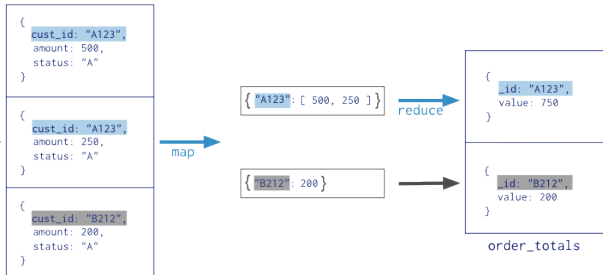 {
cust_id: "A123",
amount: 500,
status: "A"
}
{
cust_id: "A123",
amount: 250,
status: "A"
}
{
cust_id: "B212",
amount: 200,
status: "A"
}
map
{ "A123": [ 500, 250 ] }
{ "B212": 200 }
reduce
{
_id: "A123",
value: 750
}
{
_id: "B212",
value: 200
}
order_totals